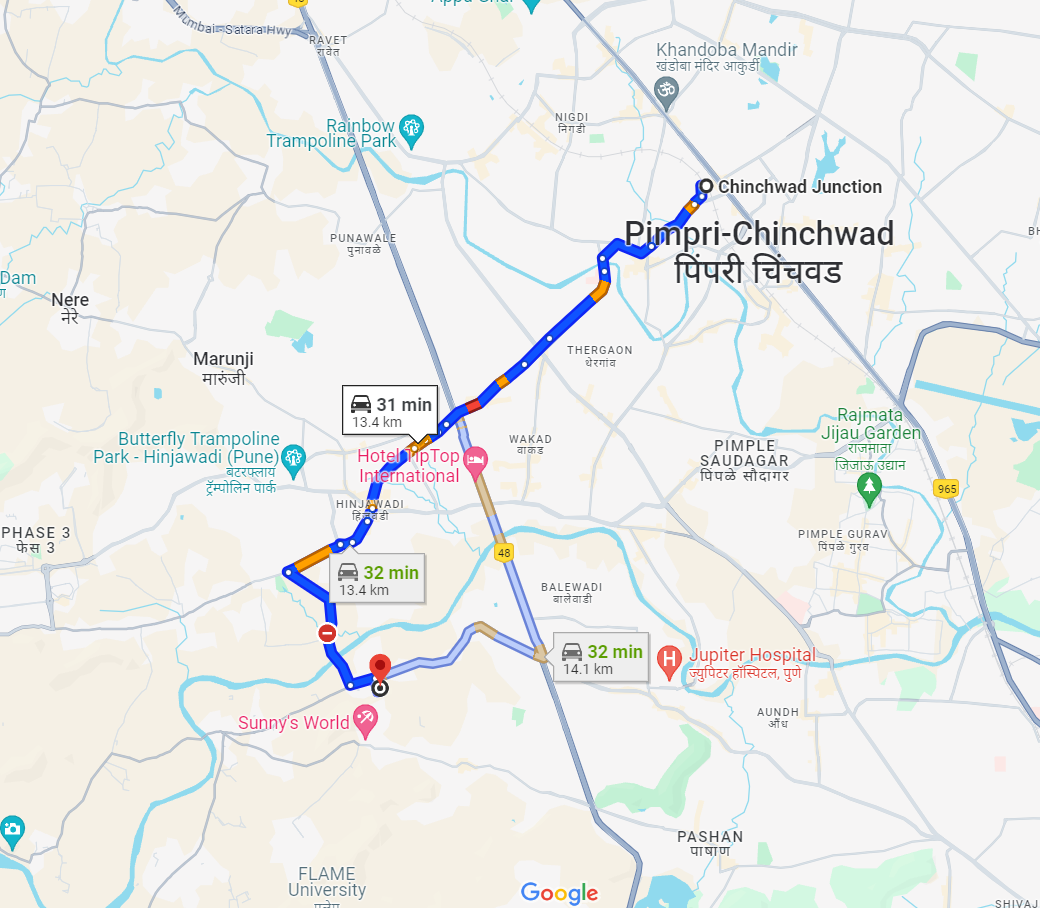 Mumbai - Satara Hwy
48
RAVET
रावेत
Khandoba Mandir
खंडोबा मंदिर आकुर्डी
NIGDI
निगडी
Rainbow
Trampoline Park
Chinchwad Junction
Pimpri-Chinchwad
पिंपरी चिंचवड
PUNAWALE
पुनावळे
Dam
Nere
नेरे
THERGAON
थेरगांव
Marunji
मारुंजी
31 min
13.4 km
Rajmata
Jijau Garden
राजमाता
जिजाऊ उद्यान
Butterfly Trampoline
Park - Hinjawadi (Pune)
बटरफ्लाय
ट्रॅम्पोलिन पार्क
Hotel TipTop
International
WAKAD
वाकड
PIMPLE
SAUDAGAR
पिंपळे सौदागर
965
HINJAWADI
हिंजवडी
PHASE 3
फेस 3
PIMPLE GURAV
पिंपळे गुरव
48
32 min
13.4 km
BALEWADI
बालेवाडी
32 min
14.1 km
Jupiter Hospital
ज्युपिटर हॉस्पिटल, पुणे
Sunny's World
AUNDH
औंध
PASHAN
पाषाण
FLAME
University
Google
SHIVAJ